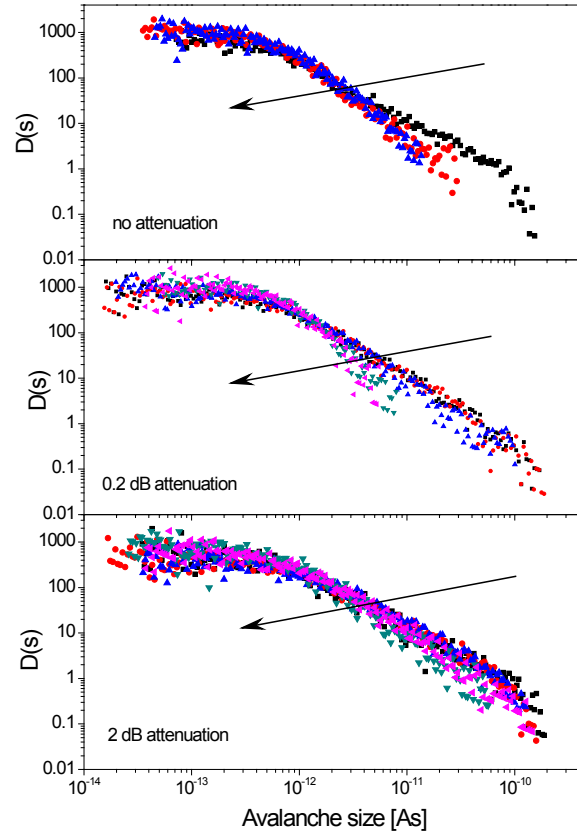 1000
100
10
1
0.1
0.01
D(s)
no attenuation
1000
100
10
1
0.1
0.01
D(s)
0.2 dB attenuation
1000
100
10
1
0.1
0.01
D(s)
2 dB attenuation
10^-14 10^-13 10^-12 10^-11 10^-10
Avalanche size [As]